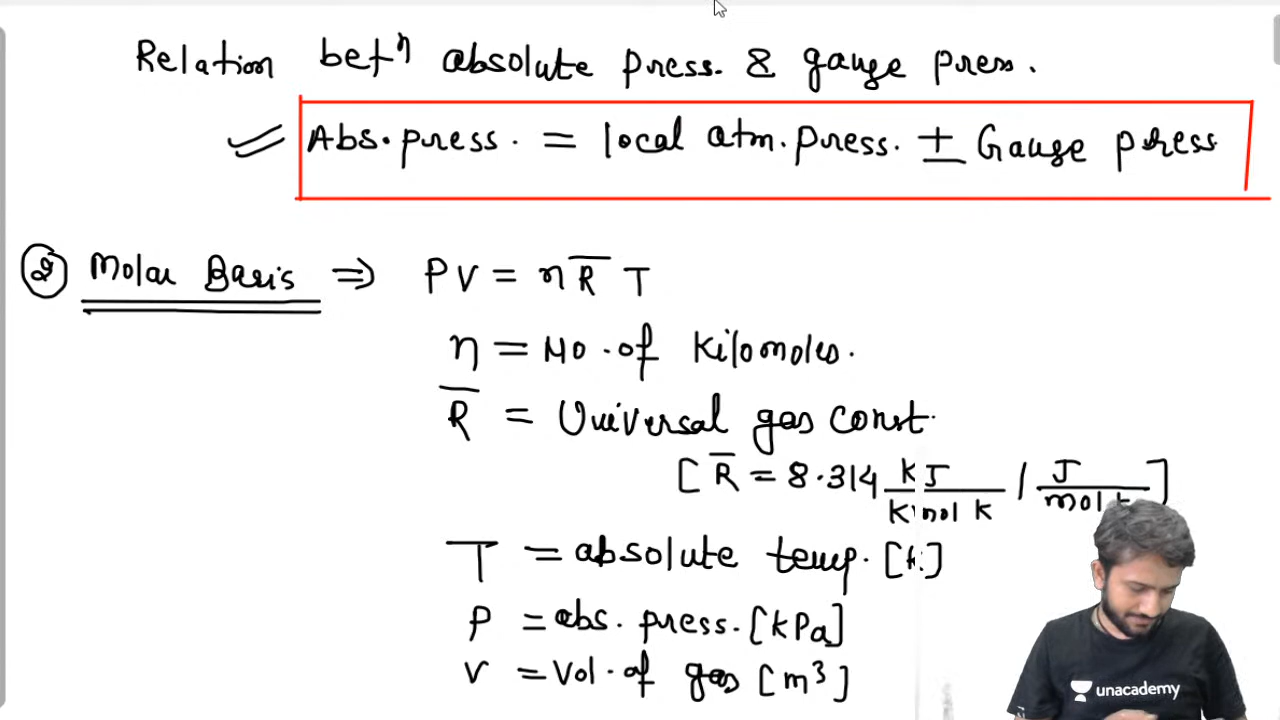 Relation betⁿ absolute press. & gauge press.
Abs. press. = local atm. press. ± Gauge press
② Molar Basis ⇒ PV = n R̅ T
n = No. of Kilomoles.
R̅ = Universal gas const.
[ R̅ = 8.314 kJ/kmol K / J/mol K ]
T = absolute temp. [K]
P = abs. press. [kPa]
V = Vol. of gas [m³]
unacademy